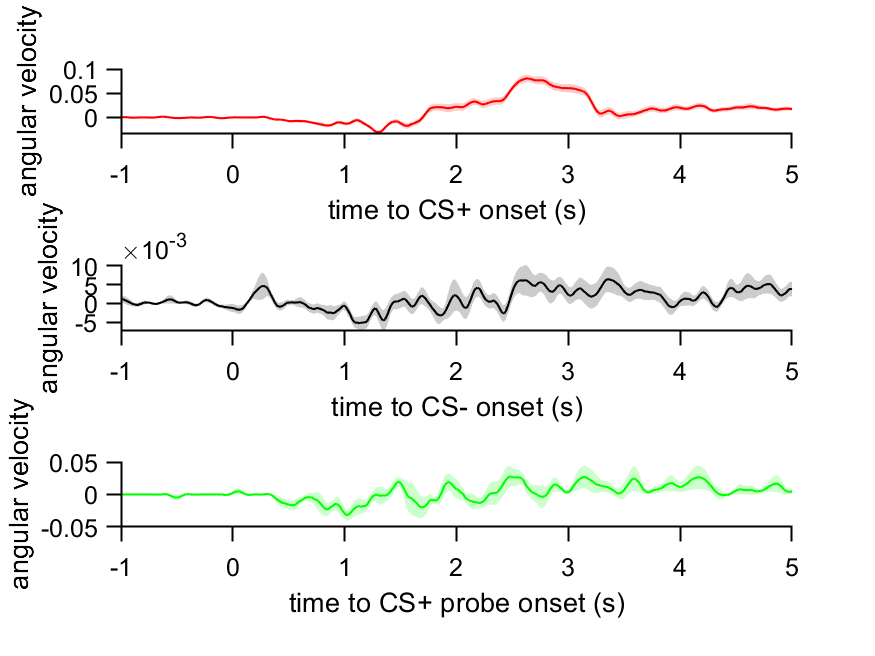 angular velocity
0.1
0.05
0
-1 0 1 2 3 4 5
time to CS+ onset (s)
angular velocity
×10-3
10
5
0
-5
-1 0 1 2 3 4 5
time to CS- onset (s)
angular velocity
0.05
0
-0.05
-1 0 1 2 3 4 5
time to CS+ probe onset (s)